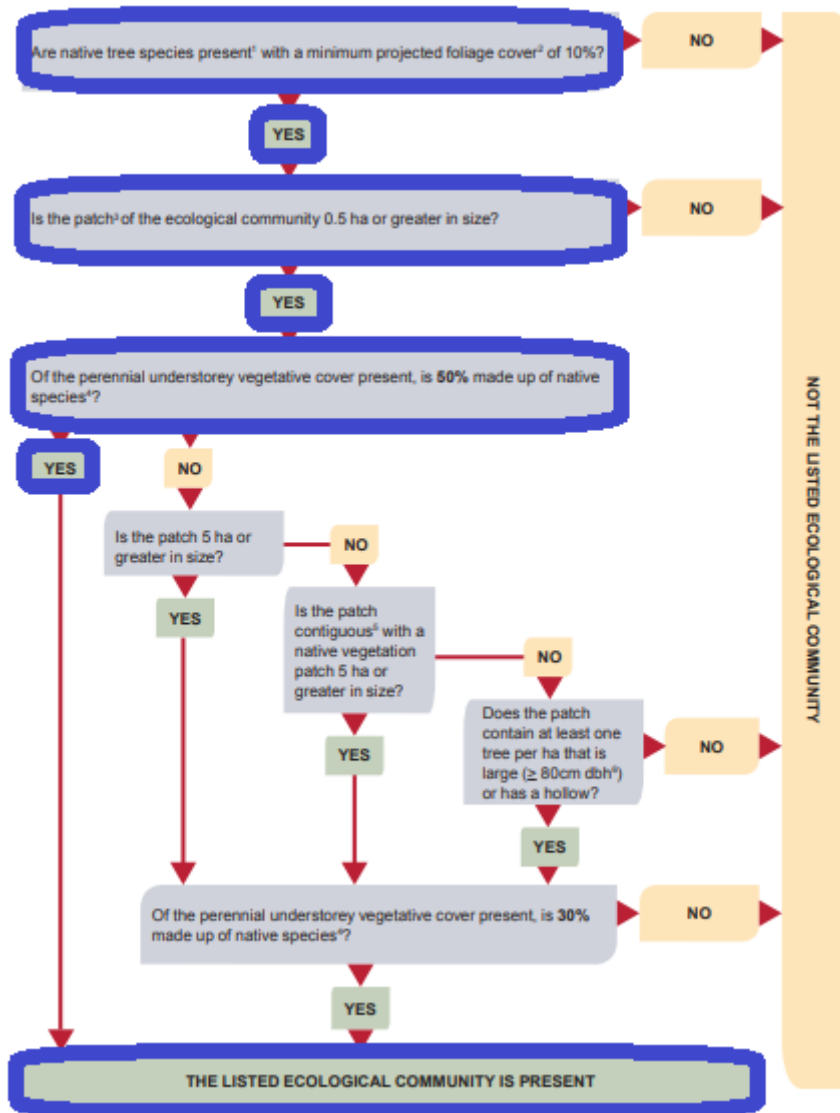 Are native tree species present¹ with a minimum projected foliage cover² of 10%?
NO
YES
Is the patch³ of the ecological community 0.5 ha or greater in size?
NO
YES
Of the perennial understorey vegetative cover present, is 50% made up of native
species⁴?
YES
NO
Is the patch 5 ha or
greater in size?
NO
YES
Is the patch
contiguous⁵ with a
native vegetation
patch 5 ha or
greater in size?
NO
YES
Does the patch
contain at least one
tree per ha that is
large (≥ 80cm dbh⁶)
or has a hollow?
NO
YES
Of the perennial understorey vegetative cover present, is 30%
made up of native species⁴?
NO
YES
THE LISTED ECOLOGICAL COMMUNITY IS PRESENT
NOT THE LISTED ECOLOGICAL COMMUNITY